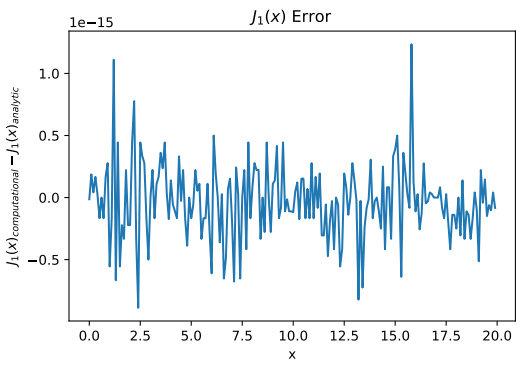 J₁(x) Error
1e−15
1.0
0.5
0.0
−0.5
J₁(x)computational − J₁(x)analytic
0.0 2.5 5.0 7.5 10.0 12.5 15.0 17.5 20.0
x